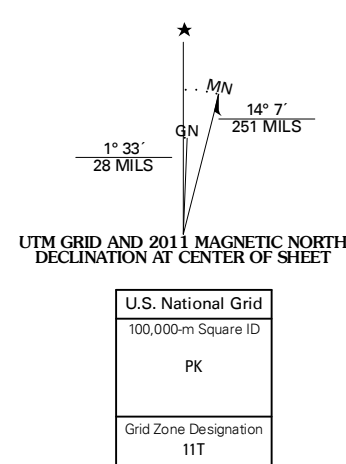 ★
MN
GN
14° 7´
251 MILS
1° 33´
28 MILS
UTM GRID AND 2011 MAGNETIC NORTH
DECLINATION AT CENTER OF SHEET
U.S. National Grid
100,000-m Square ID
PK
Grid Zone Designation
11T